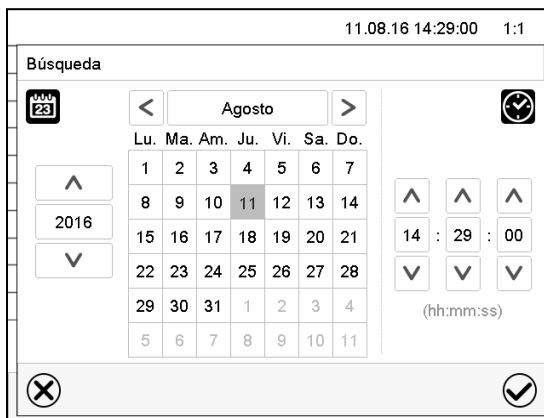 11.08.16 14:29:00 1:1
Búsqueda
23
< Agosto >
Lu. Ma. Am. Ju. Vi. Sa. Do.
1 2 3 4 5 6 7
8 9 10 11 12 13 14
2016
15 16 17 18 19 20 21
14 : 29 : 00
22 23 24 25 26 27 28
29 30 31 1 2 3 4
(hh:mm:ss)
5 6 7 8 9 10 11